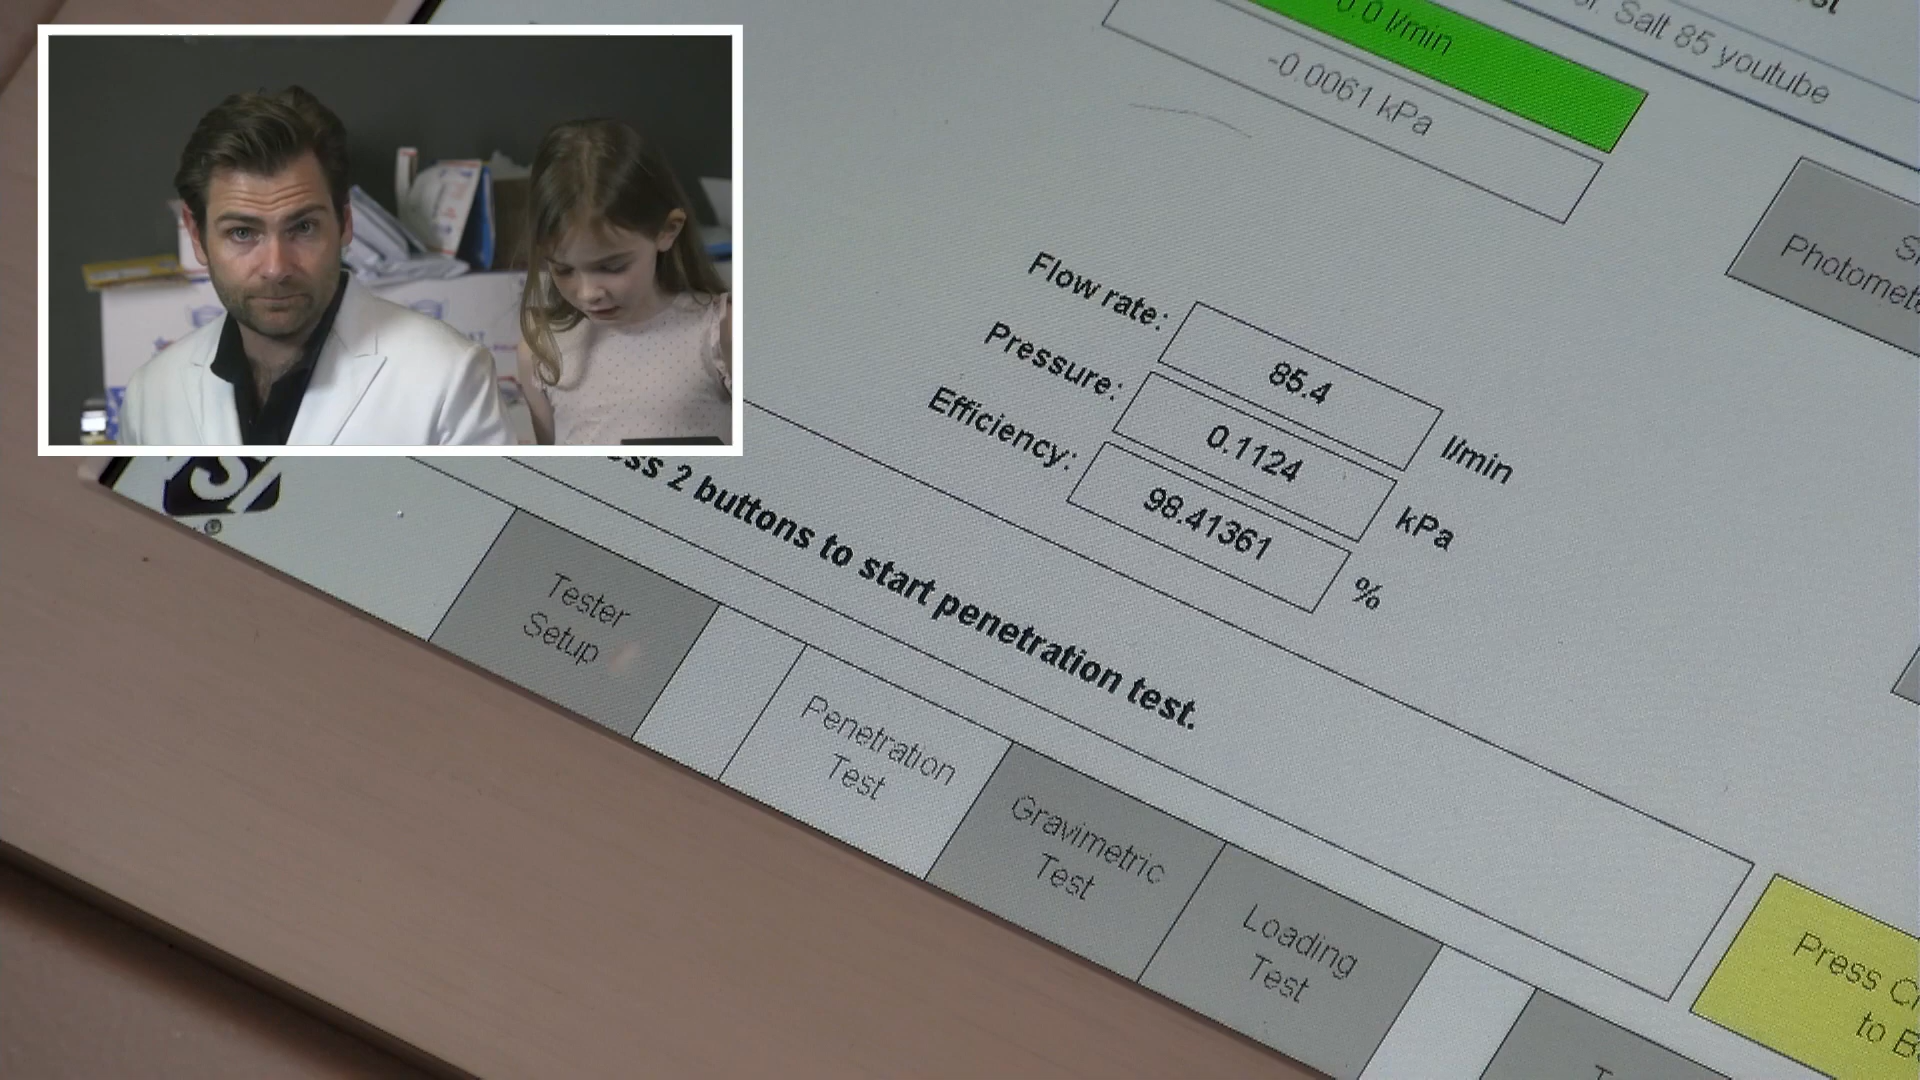 0.0 l/min
-0.0061 kPa
Salt 85 youtube
Flow rate: 85.4 l/min
Pressure: 0.1124 kPa
Efficiency: 98.41361 %
2 buttons to start penetration test.
Tester
Setup
Penetration
Test
Gravimetric
Test
Loading
Test
Press
to